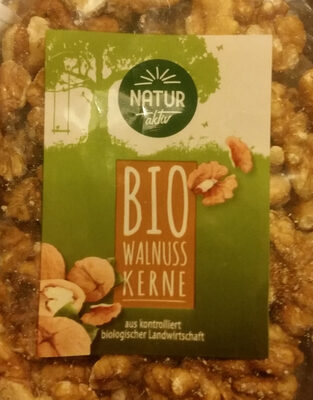 NATUR
aktiv
BIO
WALNUSS
KERNE
aus kontrolliert
biologischer Landwirtschaft